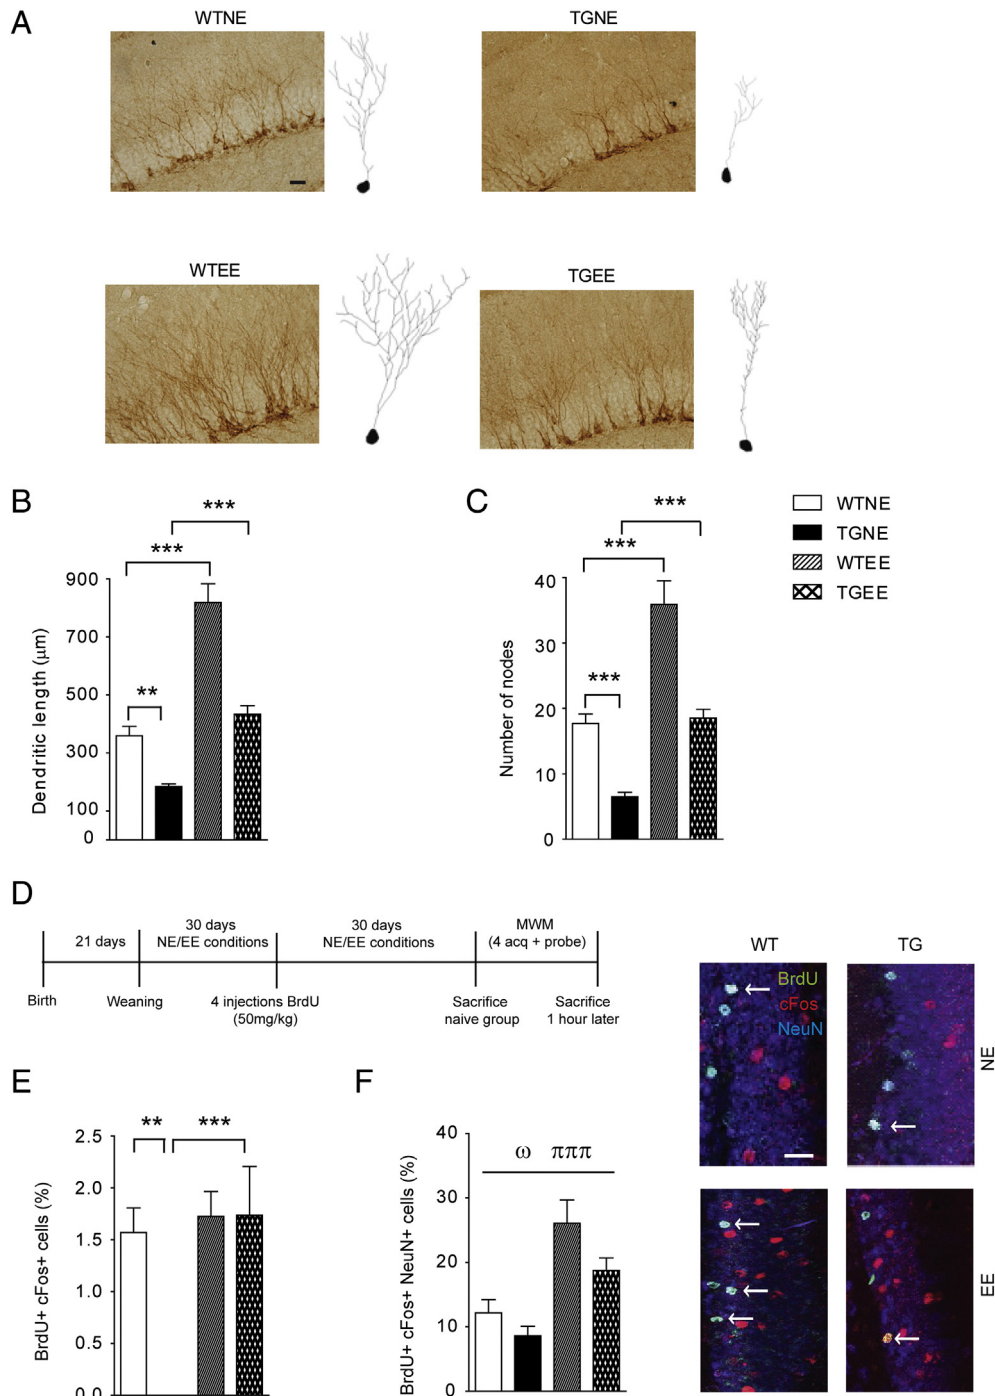 A
WTNE
TGNE
WTEE
TGEE
B
***
***
**
Dendritic length (μm)
900
700
500
300
100
0
C
***
***
***
Number of nodes
40
30
20
10
0
WTNE
TGNE
WTEE
TGEE
D
21 days
30 days
NE/EE conditions
30 days
NE/EE conditions
MWM
(4 acq + probe)
Birth
Weaning
4 injections BrdU
(50mg/kg)
Sacrifice
naive group
Sacrifice
1 hour later
WT
TG
BrdU
cFos
NeuN
NE
EE
E
**
***
BrdU+ cFos+ cells (%)
2.5
2.0
1.5
1.0
0.5
0.0
F
ω πππ
BrdU+ cFos+ NeuN+ cells (%)
40
30
20
10
0